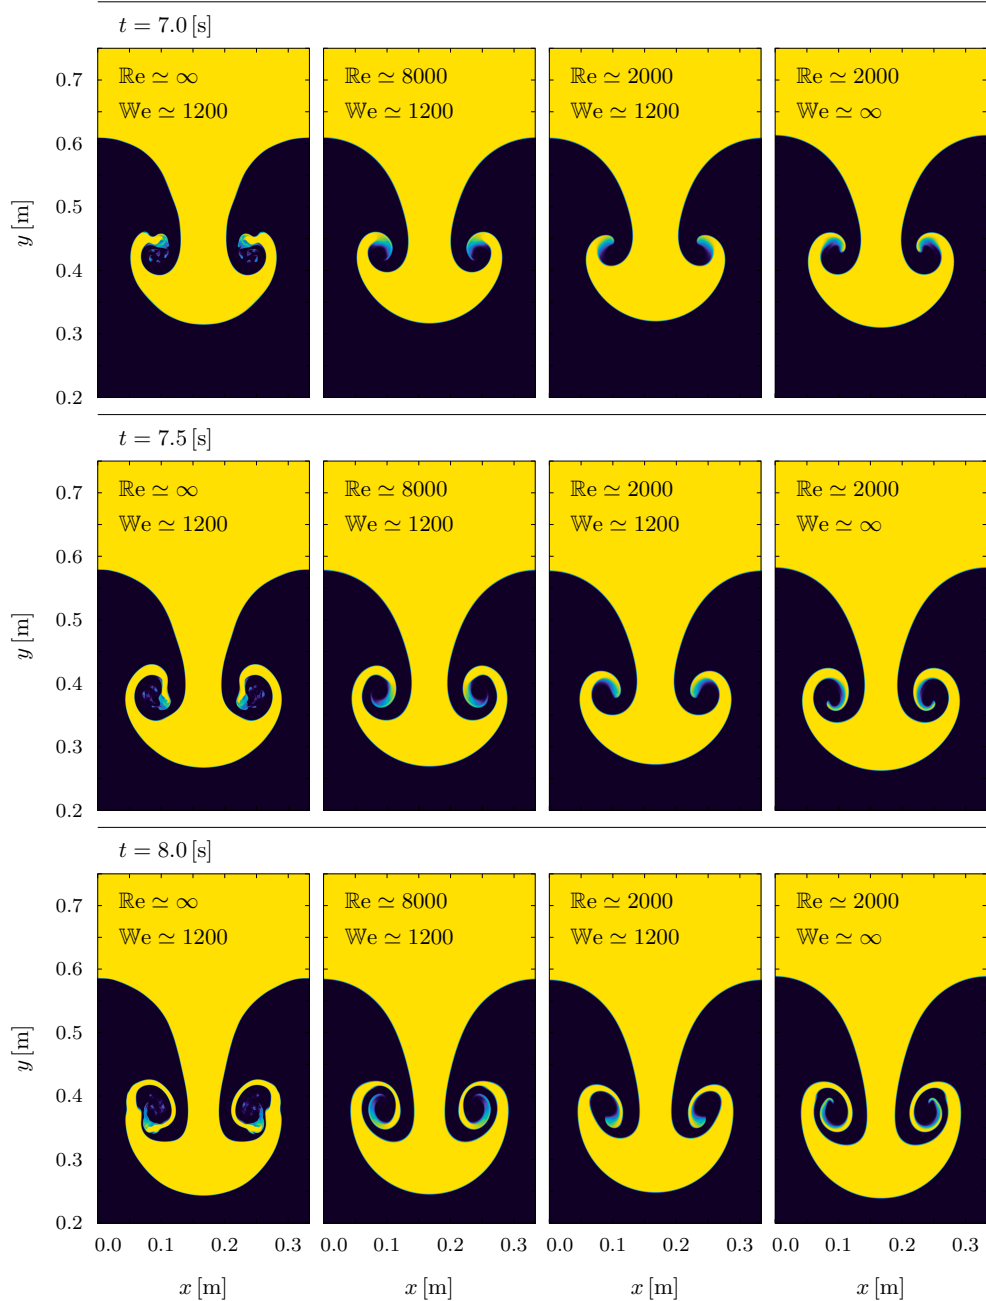 t = 7.0 [s]
ℝe ≃ ∞ ℝe ≃ 8000 ℝe ≃ 2000 ℝe ≃ 2000
𝕎e ≃ 1200 𝕎e ≃ 1200 𝕎e ≃ 1200 𝕎e ≃ ∞
0.7
0.6
0.5
0.4
0.3
0.2
y [m]
t = 7.5 [s]
ℝe ≃ ∞ ℝe ≃ 8000 ℝe ≃ 2000 ℝe ≃ 2000
𝕎e ≃ 1200 𝕎e ≃ 1200 𝕎e ≃ 1200 𝕎e ≃ ∞
0.7
0.6
0.5
0.4
0.3
0.2
y [m]
t = 8.0 [s]
ℝe ≃ ∞ ℝe ≃ 8000 ℝe ≃ 2000 ℝe ≃ 2000
𝕎e ≃ 1200 𝕎e ≃ 1200 𝕎e ≃ 1200 𝕎e ≃ ∞
0.7
0.6
0.5
0.4
0.3
0.2
y [m]
0.0 0.1 0.2 0.3 0.0 0.1 0.2 0.3 0.0 0.1 0.2 0.3 0.0 0.1 0.2 0.3
x [m] x [m] x [m] x [m]